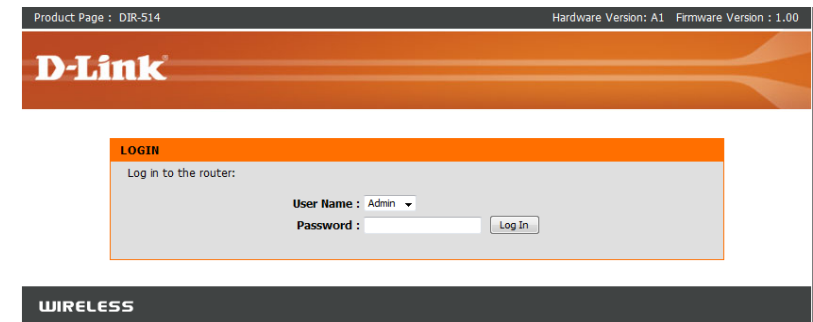 Product Page : DIR-514 Hardware Version: A1 Firmware Version : 1.00
D-Link
LOGIN
Log in to the router:
User Name : Admin
Password : Log In
WIRELESS